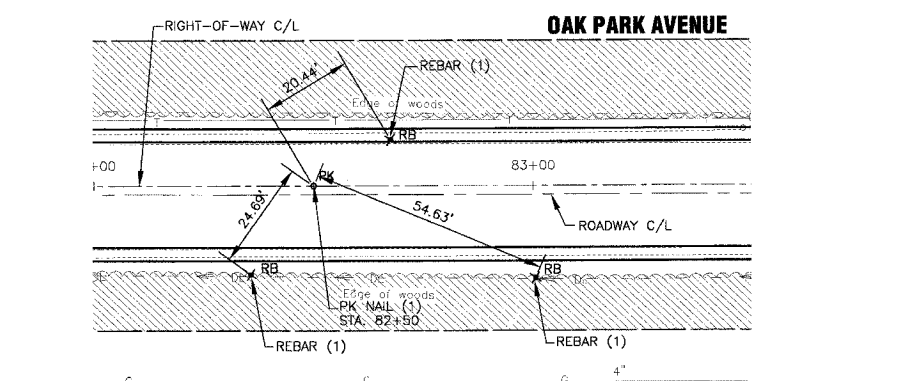 OAK PARK AVENUE
RIGHT-OF-WAY C/L
REBAR (1)
20.44'
Edge of woods
T
T
T
RB
+00
83+00
PK
24.69'
54.63'
ROADWAY C/L
RB
RB
DL
DL
Edge of woods
PK NAIL (1)
STA. 82+50
REBAR (1)
REBAR (1)
4"